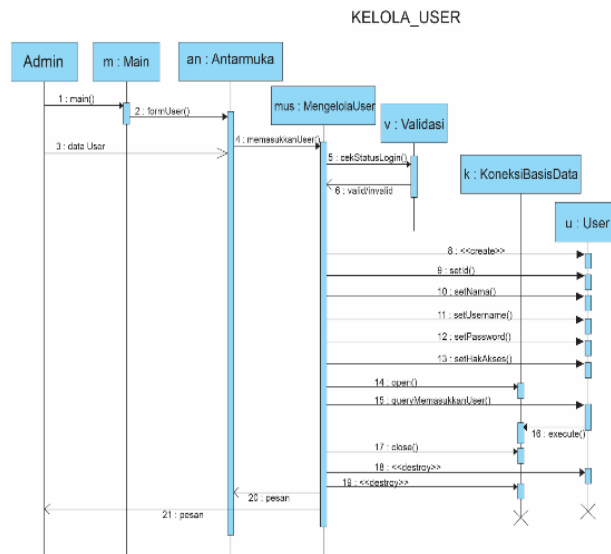 KELOLA_USER
Admin
m : Main
an : Antarmuka
mus : MengelolaUser
v : Validasi
k : KoneksiBasisData
u : User
1 : main()
2 : formUser()
3 : data User
4 : memasukkanUser()
5 : cekStatusLogin()
6 : valid/invalid
8 : <<create>>
9 : setId()
10 : setNama()
11 : setUsername()
12 : setPassword()
13 : setHakAkses()
14 : open()
15 : queryMemasukkanUser()
16 : execute()
17 : close()
18 : <<destroy>>
19 : <<destroy>>
20 : pesan
21 : pesan